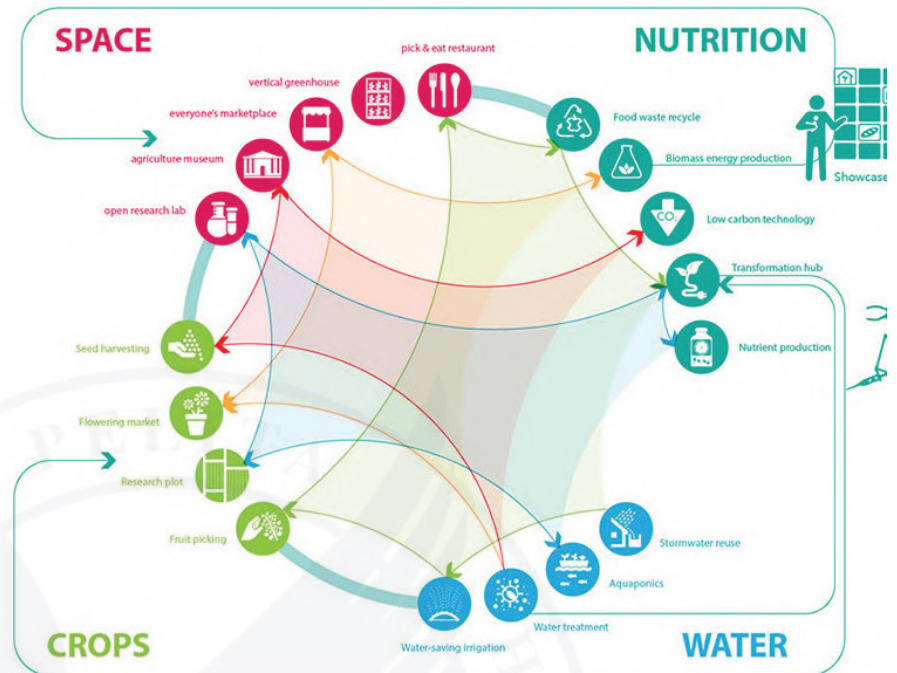 SPACE
NUTRITION
pick & eat restaurant
vertical greenhouse
everyone's marketplace
agriculture museum
open research lab
Food waste recycle
Biomass energy production
Showcase
CO₂
Low carbon technology
Transformation hub
Nutrient production
Seed harvesting
Flowering market
Research plot
Fruit picking
PELITA
Stormwater reuse
Aquaponics
Water treatment
Water-saving irrigation
CROPS
WATER